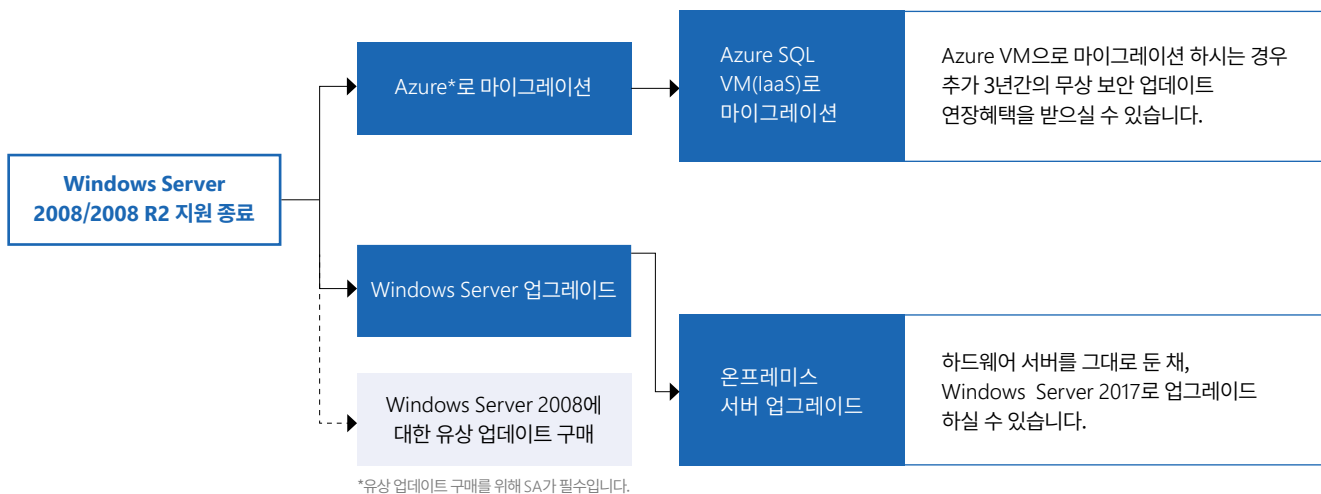 Windows Server
2008/2008 R2 지원 종료
Azure*로 마이그레이션
Azure SQL
VM(IaaS)로
마이그레이션
Azure VM으로 마이그레이션 하시는 경우
추가 3년간의 무상 보안 업데이트
연장혜택을 받으실 수 있습니다.
Windows Server 업그레이드
온프레미스
서버 업그레이드
하드웨어 서버를 그대로 둔 채,
Windows Server 2017로 업그레이드
하실 수 있습니다.
Windows Server 2008에
대한 유상 업데이트 구매
*유상 업데이트 구매를 위해 SA가 필수입니다.